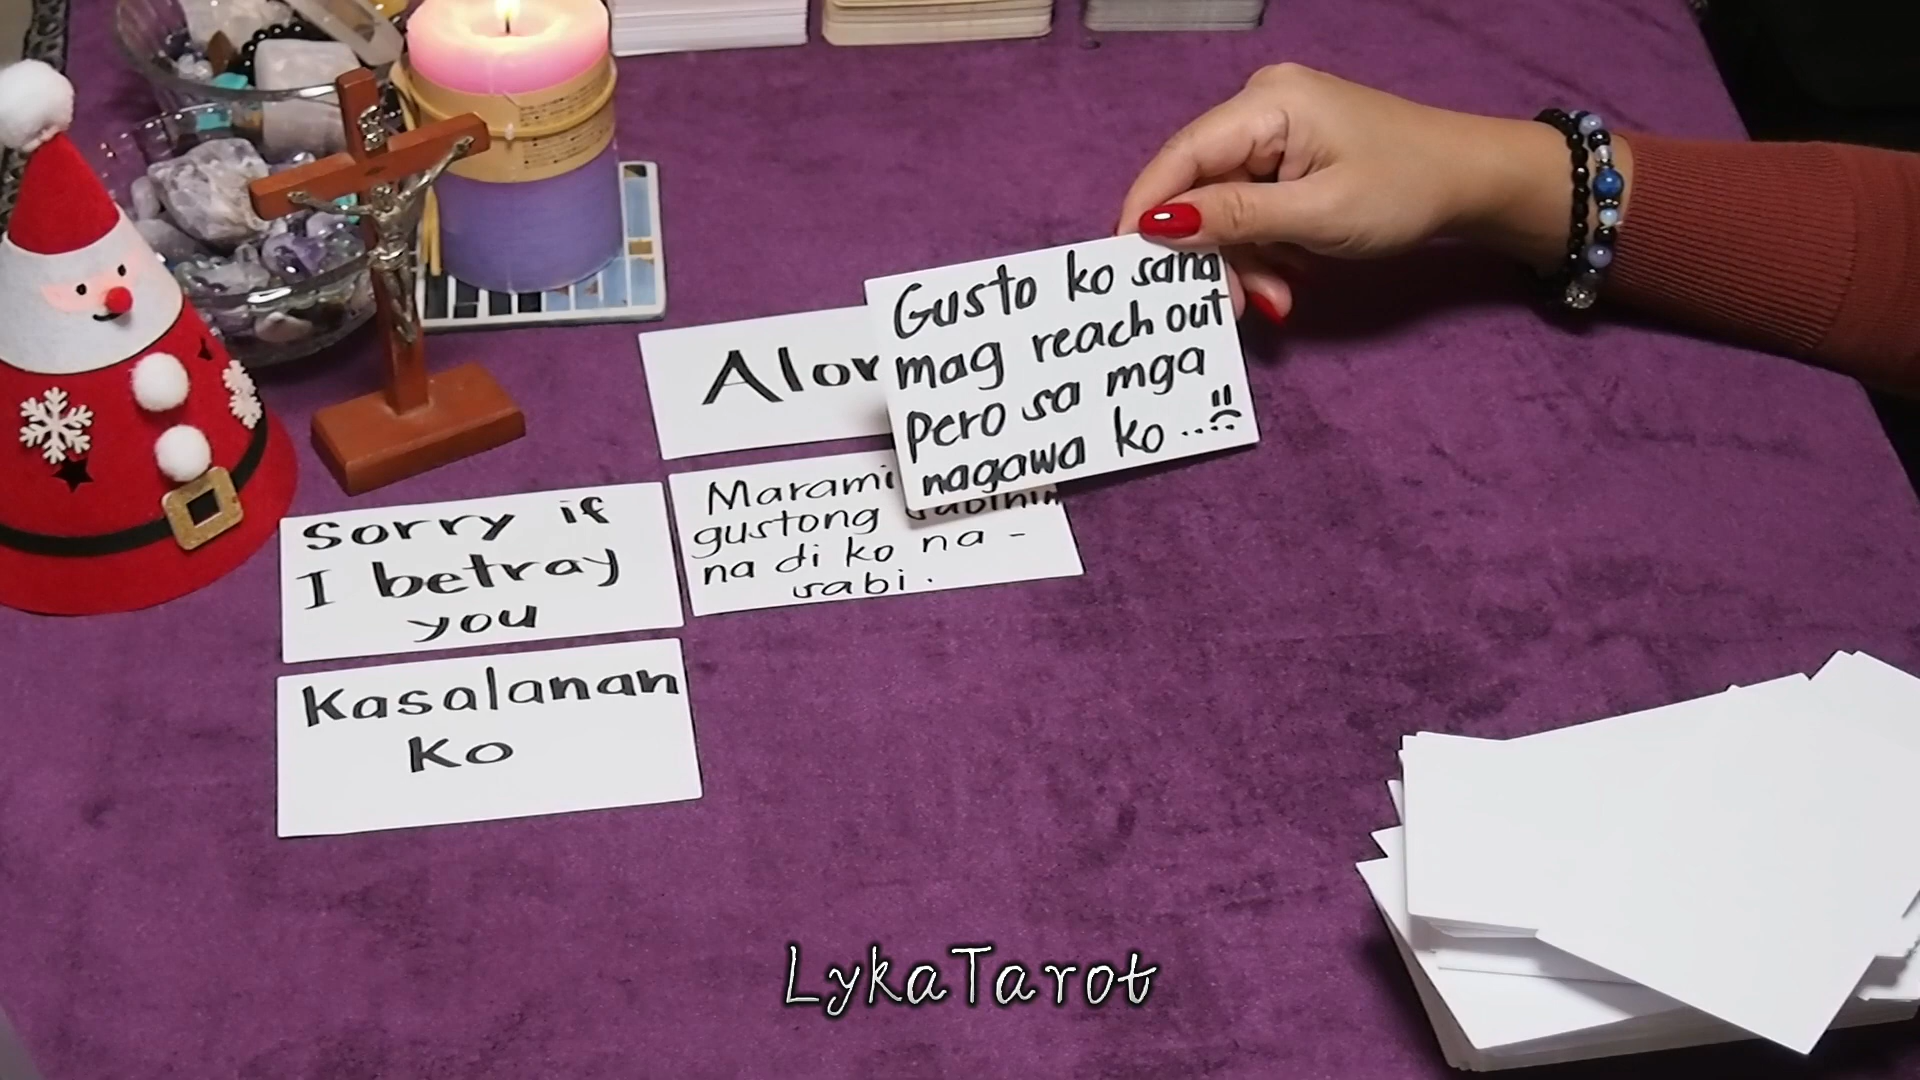 Alon
Gusto ko sana
mag reach out
pero sa mga
nagawa ko ..
Marami
gustong sabihin
na di ko na -
sabi.
Sorry if
I betray
you
Kasalanan
Ko
LykaTarot